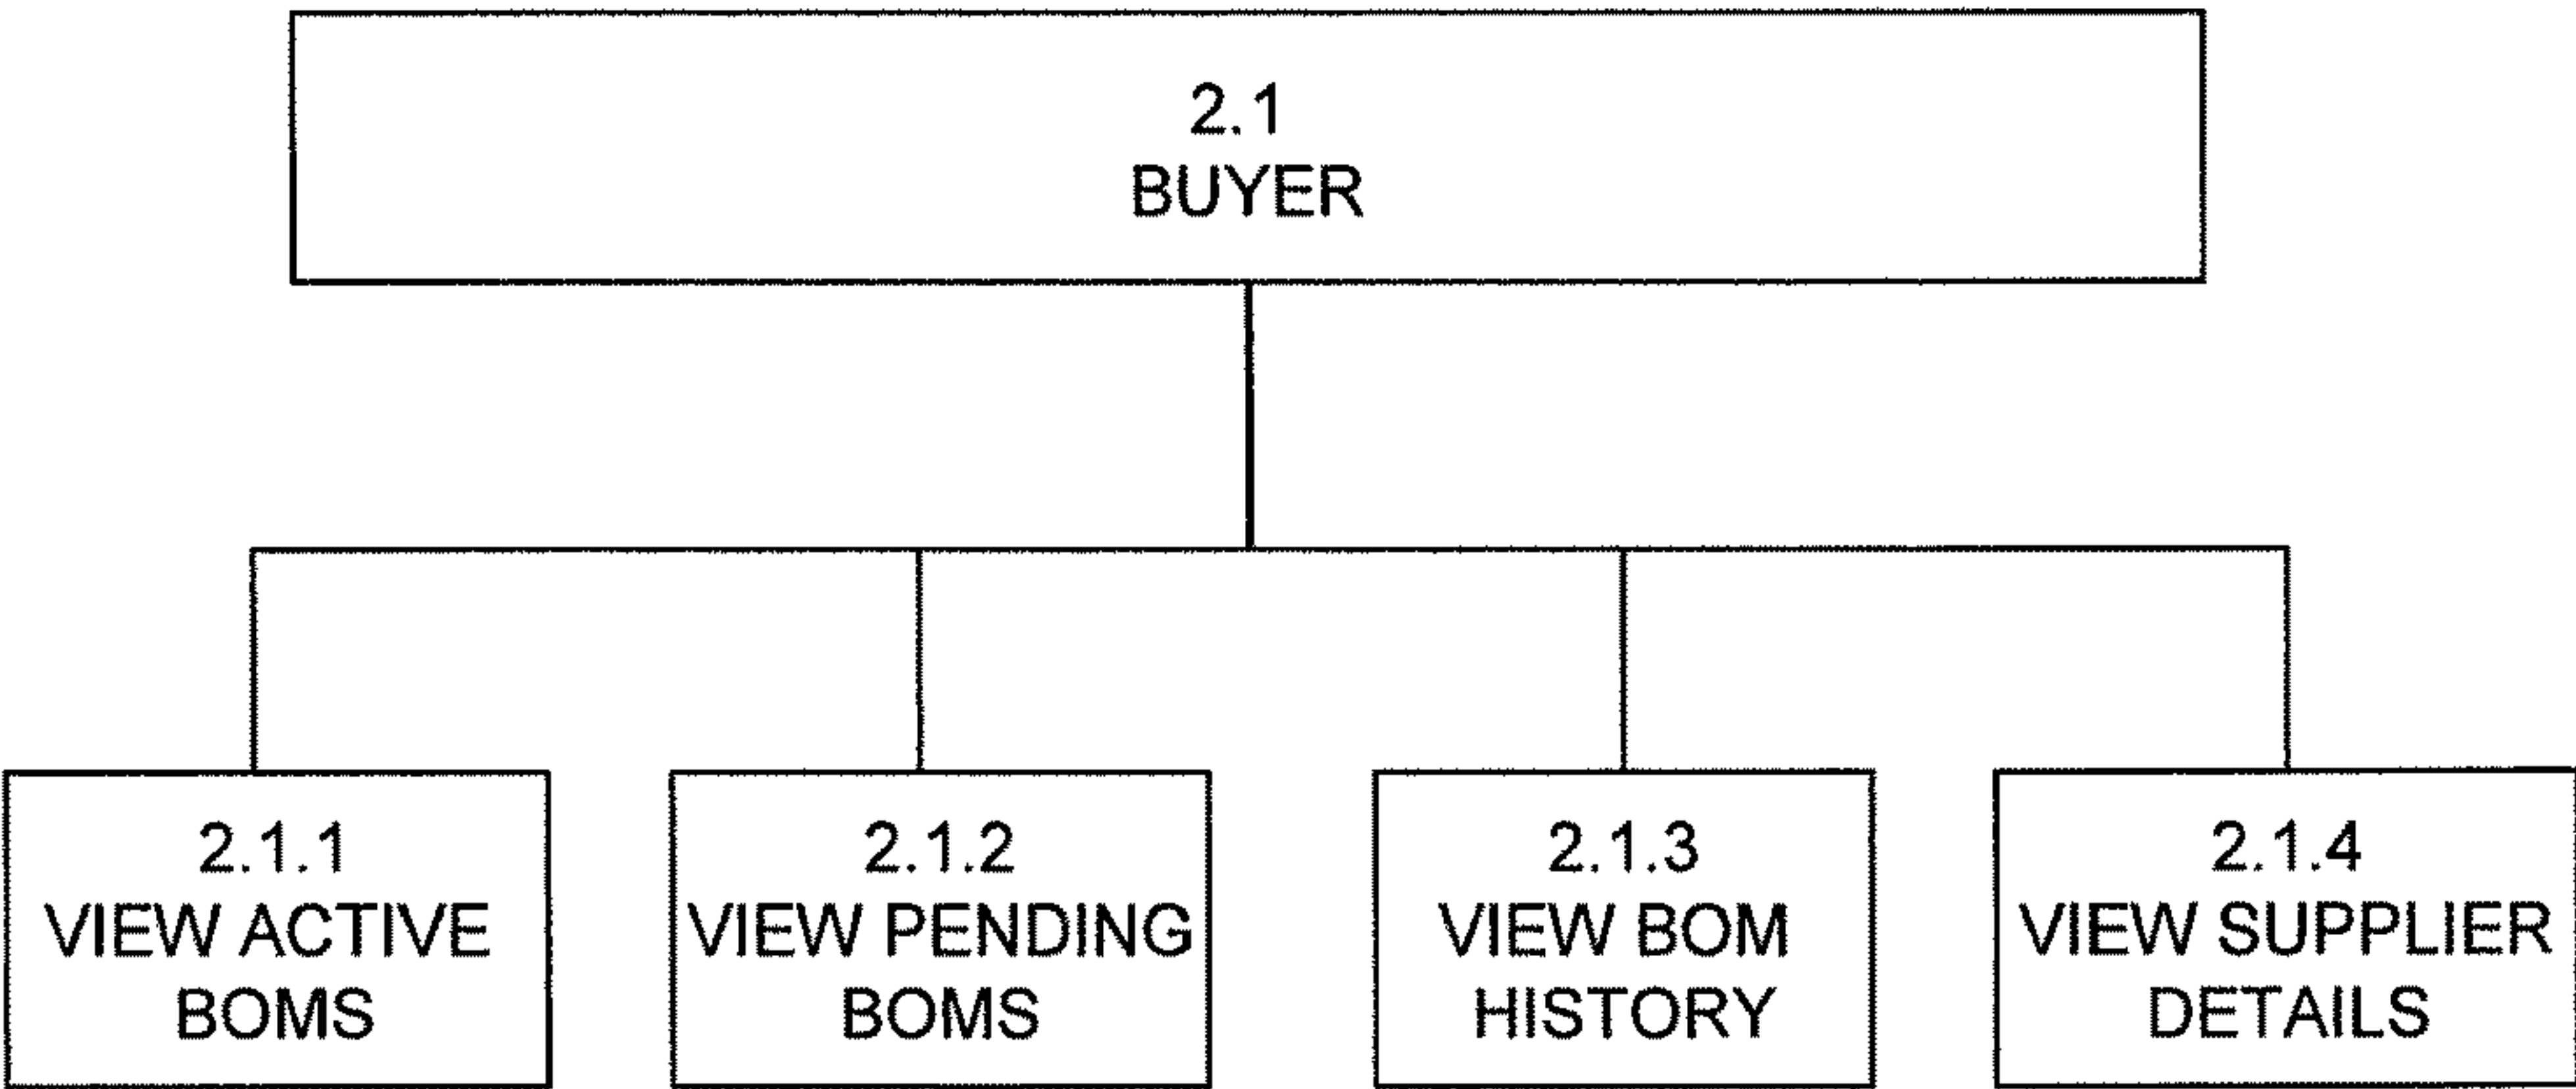 2.1
BUYER
2.1.1
VIEW ACTIVE
BOMS
2.1.2
VIEW PENDING
BOMS
2.1.3
VIEW BOM
HISTORY
2.1.4
VIEW SUPPLIER
DETAILS